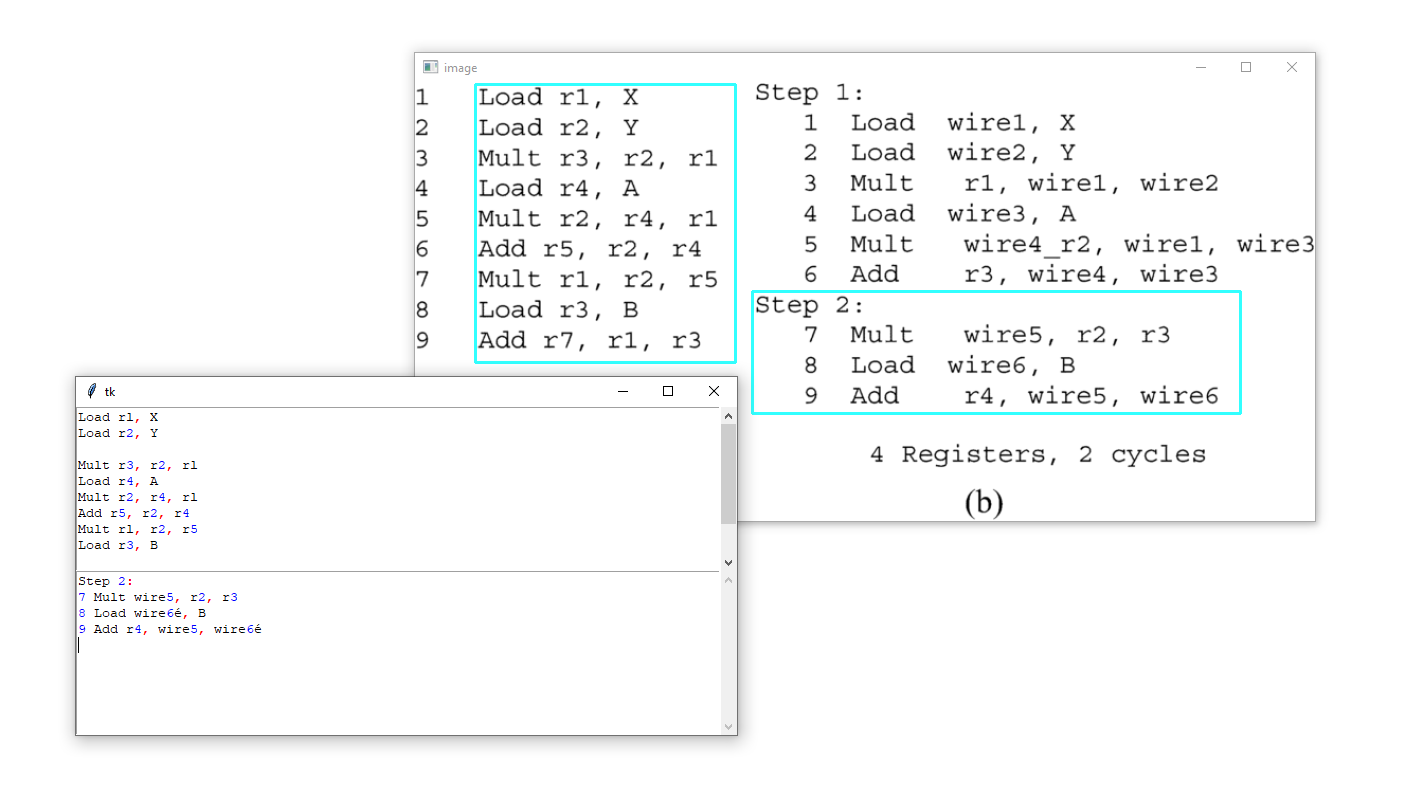 image
1 Load r1, X
2 Load r2, Y
3 Mult r3, r2, r1
4 Load r4, A
5 Mult r2, r4, r1
6 Add r5, r2, r4
7 Mult r1, r2, r5
8 Load r3, B
9 Add r7, r1, r3
Step 1:
1 Load wire1, X
2 Load wire2, Y
3 Mult r1, wire1, wire2
4 Load wire3, A
5 Mult wire4_r2, wire1, wire3
6 Add r3, wire4, wire3
Step 2:
7 Mult wire5, r2, r3
8 Load wire6, B
9 Add r4, wire5, wire6
4 Registers, 2 cycles
(b)
tk
Load rl, X
Load r2, Y
Mult r3, r2, rl
Load r4, A
Mult r2, r4, rl
Add r5, r2, r4
Mult rl, r2, r5
Load r3, B
Step 2:
7 Mult wire5, r2, r3
8 Load wire6é, B
9 Add r4, wire5, wire6é